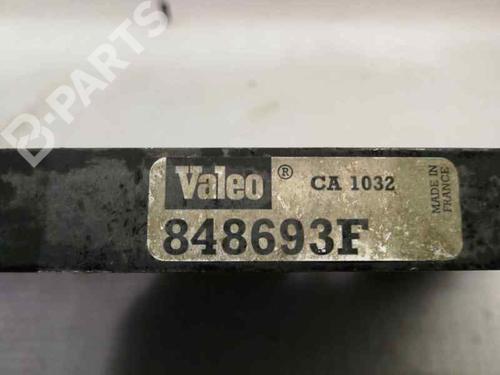 B-PARTS
Valeo ® CA 1032
848693F
MADE IN
FRANCE